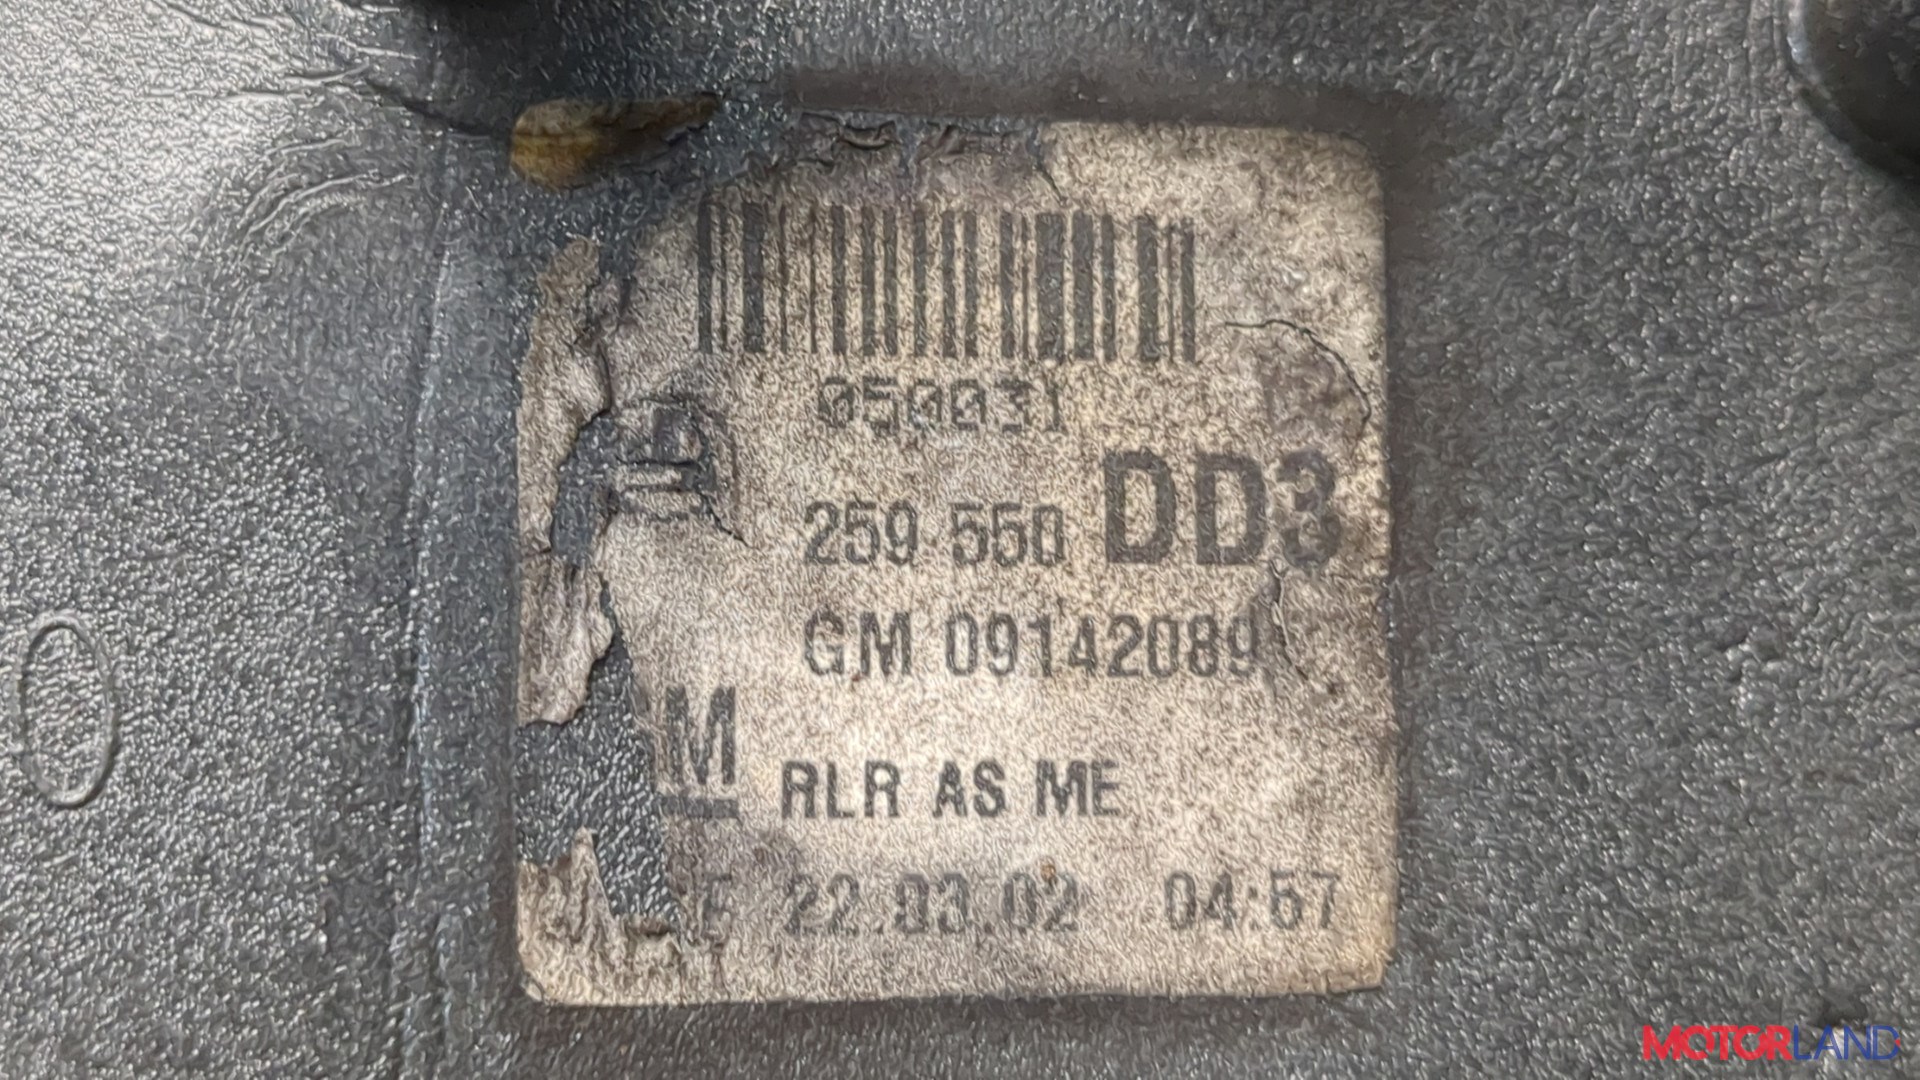 050031
259 550 DD3
GM 09142089
M
RLR AS ME
F 22.03.02 04:57
MOTORLAND